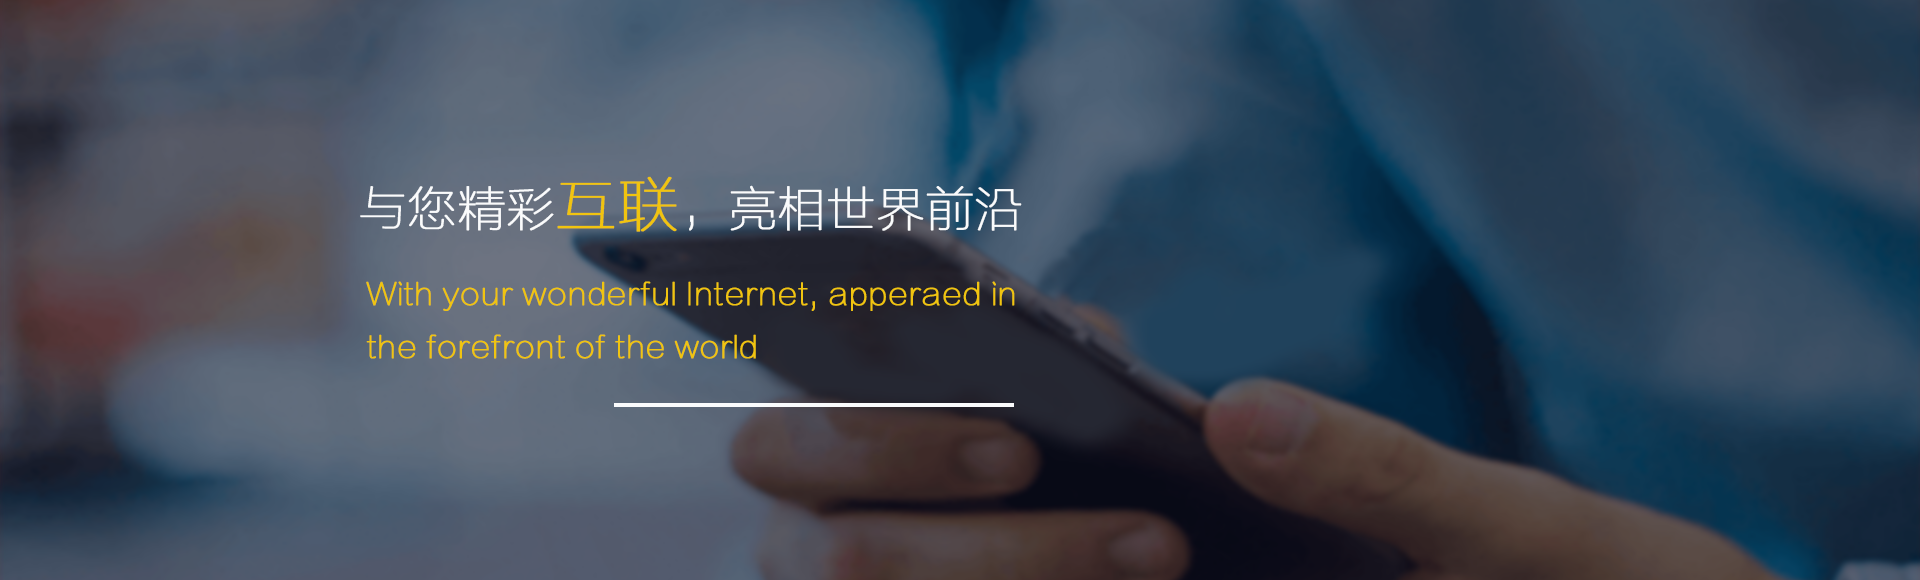 与您精彩互联，亮相世界前沿
With your wonderful Internet, apperaed in
the forefront of the world